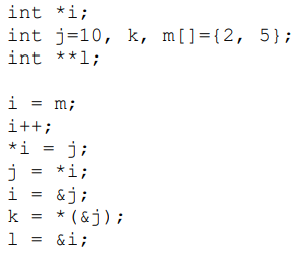 int *i;
int j=10, k, m[]={2, 5};
int **l;
i = m;
i++;
*i = j;
j = *i;
i = &j;
k = *(&j);
l = &i;